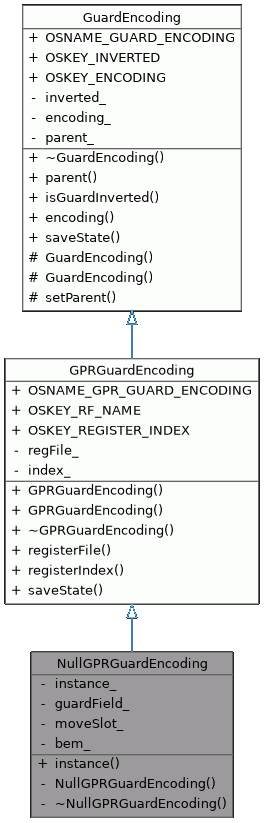 GuardEncoding
+ OSNAME_GUARD_ENCODING
+ OSKEY_INVERTED
+ OSKEY_ENCODING
- inverted_
- encoding_
- parent_
+ ~GuardEncoding()
+ parent()
+ isGuardInverted()
+ encoding()
+ saveState()
# GuardEncoding()
# GuardEncoding()
# setParent()
GPRGuardEncoding
+ OSNAME_GPR_GUARD_ENCODING
+ OSKEY_RF_NAME
+ OSKEY_REGISTER_INDEX
- regFile_
- index_
+ GPRGuardEncoding()
+ GPRGuardEncoding()
+ ~GPRGuardEncoding()
+ registerFile()
+ registerIndex()
+ saveState()
NullGPRGuardEncoding
- instance_
- guardField_
- moveSlot_
- bem_
+ instance()
- NullGPRGuardEncoding()
- ~NullGPRGuardEncoding()